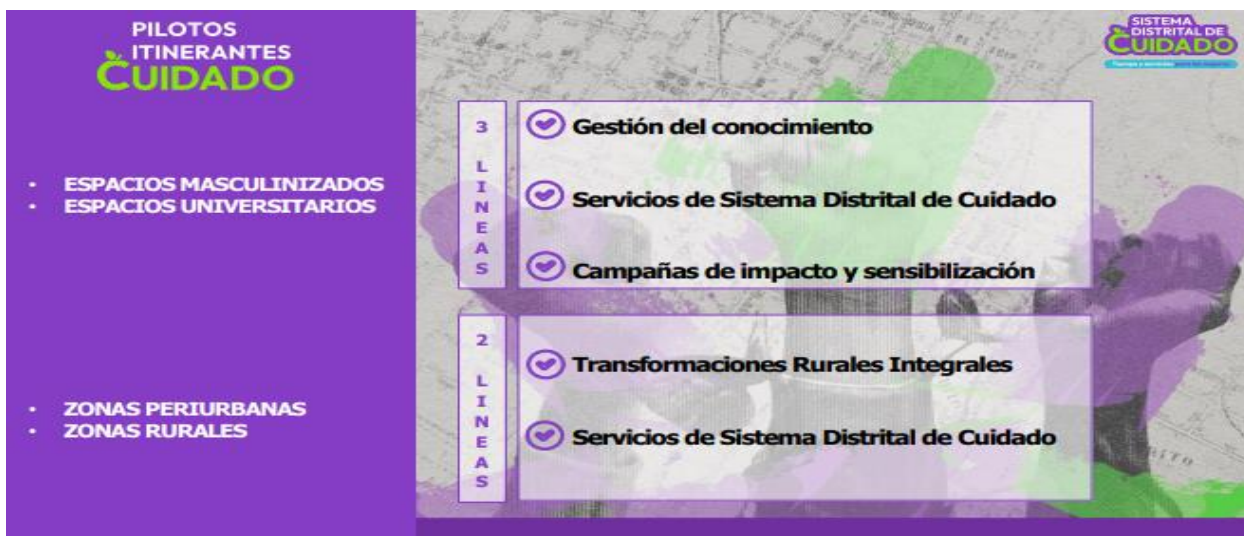 PILOTOS
ITINERANTES
CUIDADO
SISTEMA
DISTRITAL DE
CUIDADO
• ESPACIOS MASCULINIZADOS
• ESPACIOS UNIVERSITARIOS
3 LINEAS
Gestión del conocimiento
Servicios de Sistema Distrital de Cuidado
Campañas de impacto y sensibilización
• ZONAS PERIURBANAS
• ZONAS RURALES
2 LINEAS
Transformaciones Rurales Integrales
Servicios de Sistema Distrital de Cuidado